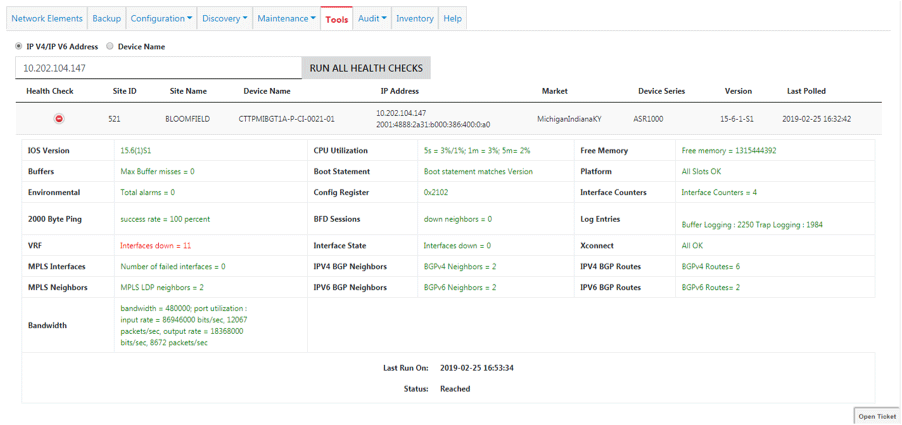 Network Elements Backup Configuration Discovery Maintenance Tools Audit Inventory Help
IP V4/IP V6 Address Device Name
10.202.104.147 RUN ALL HEALTH CHECKS
Health Check Site ID Site Name Device Name IP Address Market Device Series Version Last Polled
521 BLOOMFIELD CTTPMIBGT1A-P-CI-0021-01 10.202.104.147 MichiganIndianaKY ASR1000 15-6-1-S1 2019-02-25 16:32:42
2001:4888:2a31:b000:386:400:0:a0
IOS Version 15.6(1)S1 CPU Utilization 5s = 3%/1%; 1m = 3%; 5m= 2% Free Memory Free memory = 1315444392
Buffers Max Buffer misses = 0 Boot Statement Boot statement matches Version Platform All Slots OK
Environmental Total alarms = 0 Config Register 0x2102 Interface Counters Interface Counters = 4
2000 Byte Ping success rate = 100 percent BFD Sessions down neighbors = 0 Log Entries Buffer Logging : 2250 Trap Logging : 1984
VRF Interfaces down = 11 Interface State Interfaces down = 0 Xconnect All OK
MPLS Interfaces Number of failed interfaces = 0 IPV4 BGP Neighbors BGPv4 Neighbors = 2 IPV4 BGP Routes BGPv4 Routes= 6
MPLS Neighbors MPLS LDP neighbors = 2 IPV6 BGP Neighbors BGPv6 Neighbors = 2 IPV6 BGP Routes BGPv6 Routes= 2
Bandwidth bandwidth = 480000; port utilization :
input rate = 86946000 bits/sec, 12067
packets/sec, output rate = 18368000
bits/sec, 8672 packets/sec
Last Run On: 2019-02-25 16:53:34
Status: Reached
Open Ticket